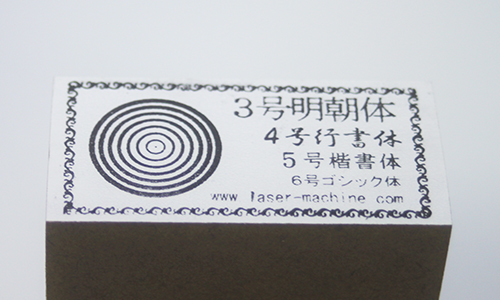 3号明朝体
4号行書体
5号楷書体
6号ゴシック体
www laser-machine com